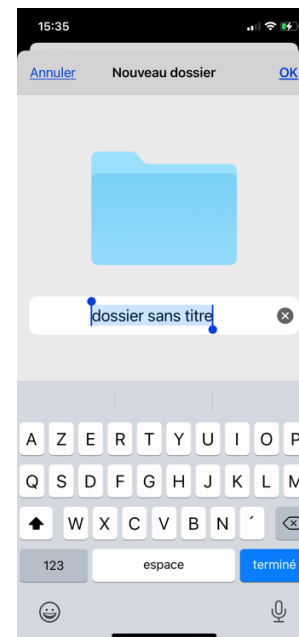 15:35
Annuler Nouveau dossier OK
dossier sans titre
A Z E R T Y U I O P
Q S D F G H J K L M
W X C V B N ´
123 espace terminé